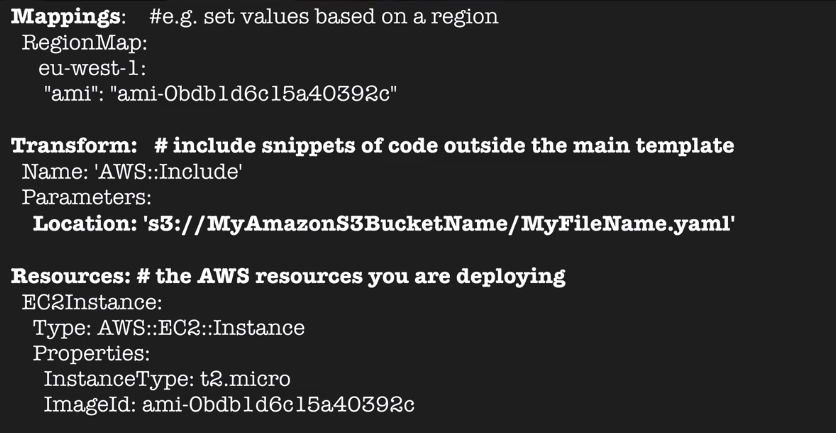 Mappings:    #e.g. set values based on a region
RegionMap:
eu-west-1:
"ami": "ami-0bdb1d6c15a40392c"
Transform:   # include snippets of code outside the main template
Name: 'AWS::Include'
Parameters:
Location: 's3://MyAmazonS3BucketName/MyFileName.yaml'
Resources: # the AWS resources you are deploying
EC2Instance:
Type: AWS::EC2::Instance
Properties:
InstanceType: t2.micro
ImageId: ami-0bdb1d6c15a40392c